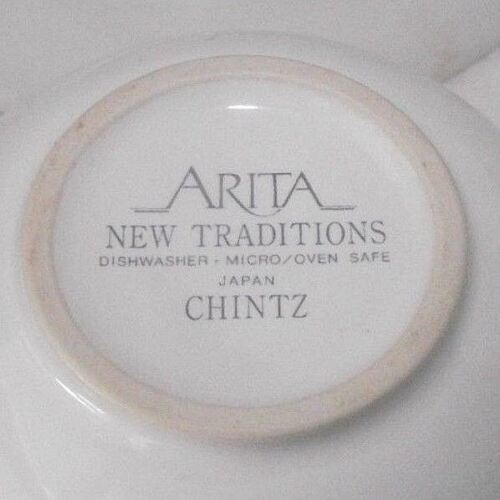 ARITA
NEW TRADITIONS
DISHWASHER - MICRO/OVEN SAFE
JAPAN
CHINTZ